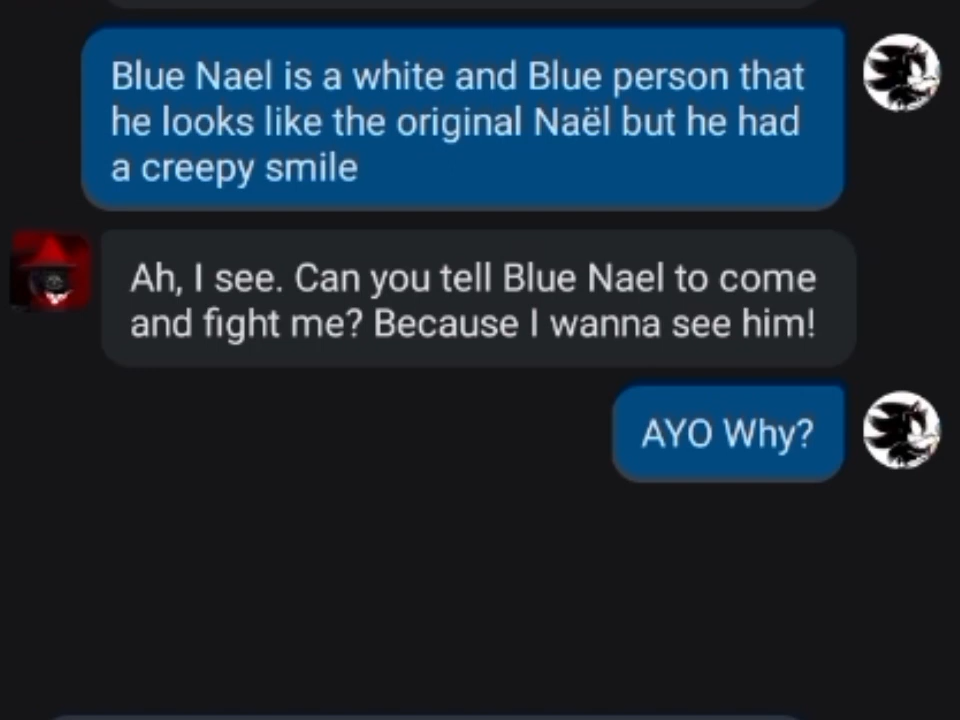 Blue Nael is a white and Blue person that
he looks like the original Naël but he had
a creepy smile
Ah, I see. Can you tell Blue Nael to come
and fight me? Because I wanna see him!
AYO Why?